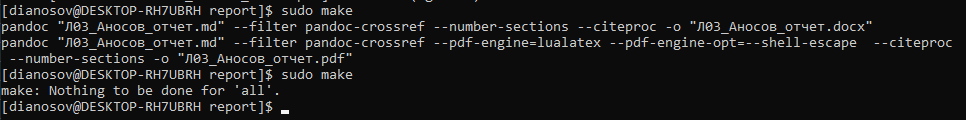 [dianosov@DESKTOP-RH7UBRH report]$ sudo make
pandoc "Л03_Аносов_отчет.md" --filter pandoc-crossref --number-sections --citeproc -o "Л03_Аносов_отчет.docx"
pandoc "Л03_Аносов_отчет.md" --filter pandoc-crossref --pdf-engine=lualatex --pdf-engine-opt=--shell-escape  --citeproc
 --number-sections -o "Л03_Аносов_отчет.pdf"
[dianosov@DESKTOP-RH7UBRH report]$ sudo make
make: Nothing to be done for 'all'.
[dianosov@DESKTOP-RH7UBRH report]$